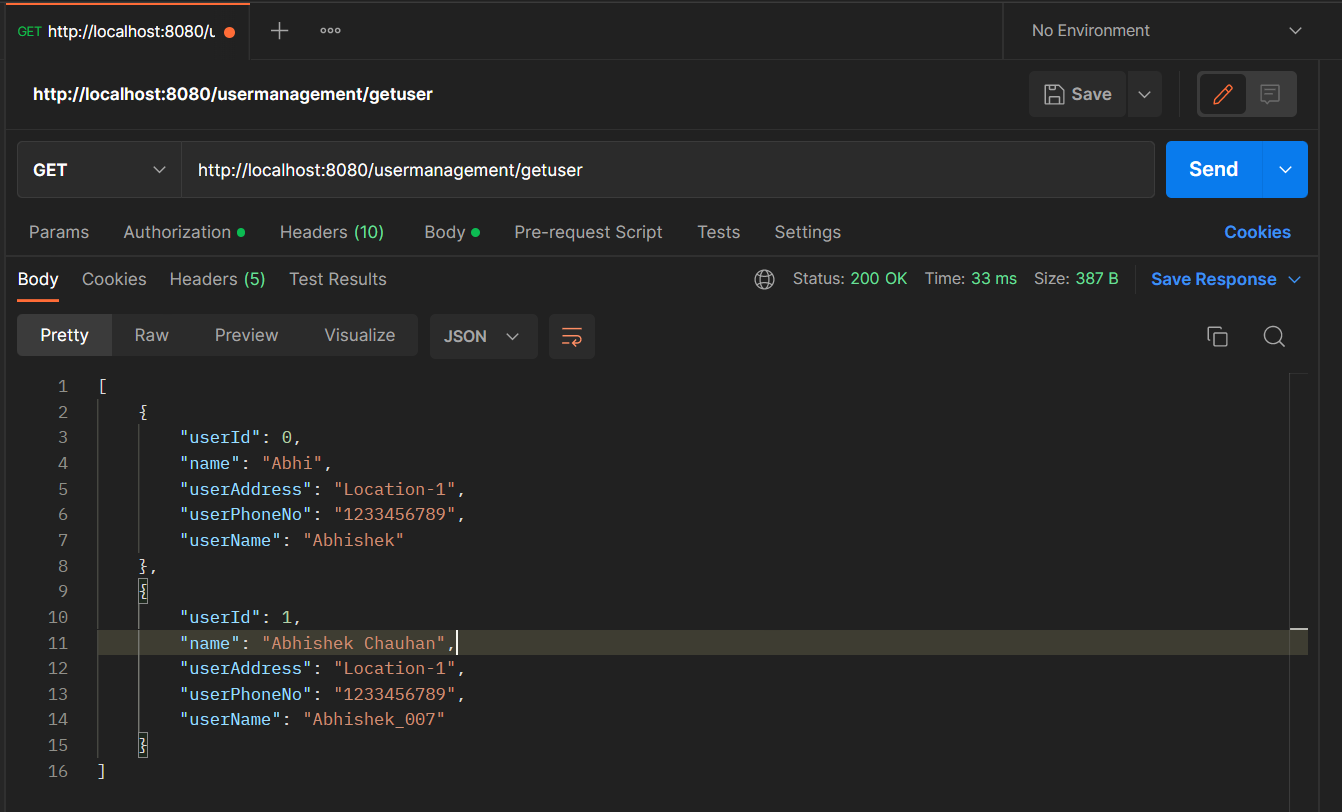 GET http://localhost:8080/u
No Environment
http://localhost:8080/usermanagement/getuser
Save
GET http://localhost:8080/usermanagement/getuser Send
Params Authorization Headers (10) Body Pre-request Script Tests Settings Cookies
Body Cookies Headers (5) Test Results Status: 200 OK Time: 33 ms Size: 387 B Save Response
Pretty Raw Preview Visualize JSON
1 [
2 {
3 "userId": 0,
4 "name": "Abhi",
5 "userAddress": "Location-1",
6 "userPhoneNo": "1233456789",
7 "userName": "Abhishek"
8 },
9 {
10 "userId": 1,
11 "name": "Abhishek Chauhan",
12 "userAddress": "Location-1",
13 "userPhoneNo": "1233456789",
14 "userName": "Abhishek_007"
15 }
16 ]